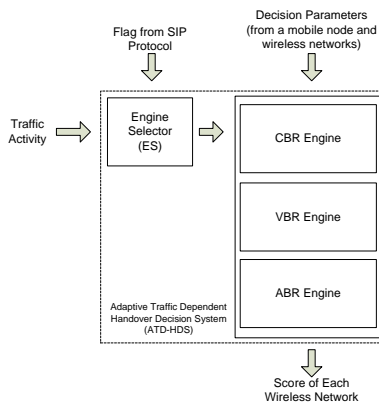 Flag from SIP
Protocol
Decision Parameters
(from a mobile node and
wireless networks)
Traffic
Activity
Engine
Selector
(ES)
CBR Engine
VBR Engine
ABR Engine
Adaptive Traffic Dependent
Handover Decision System
(ATD-HDS)
Score of Each
Wireless Network